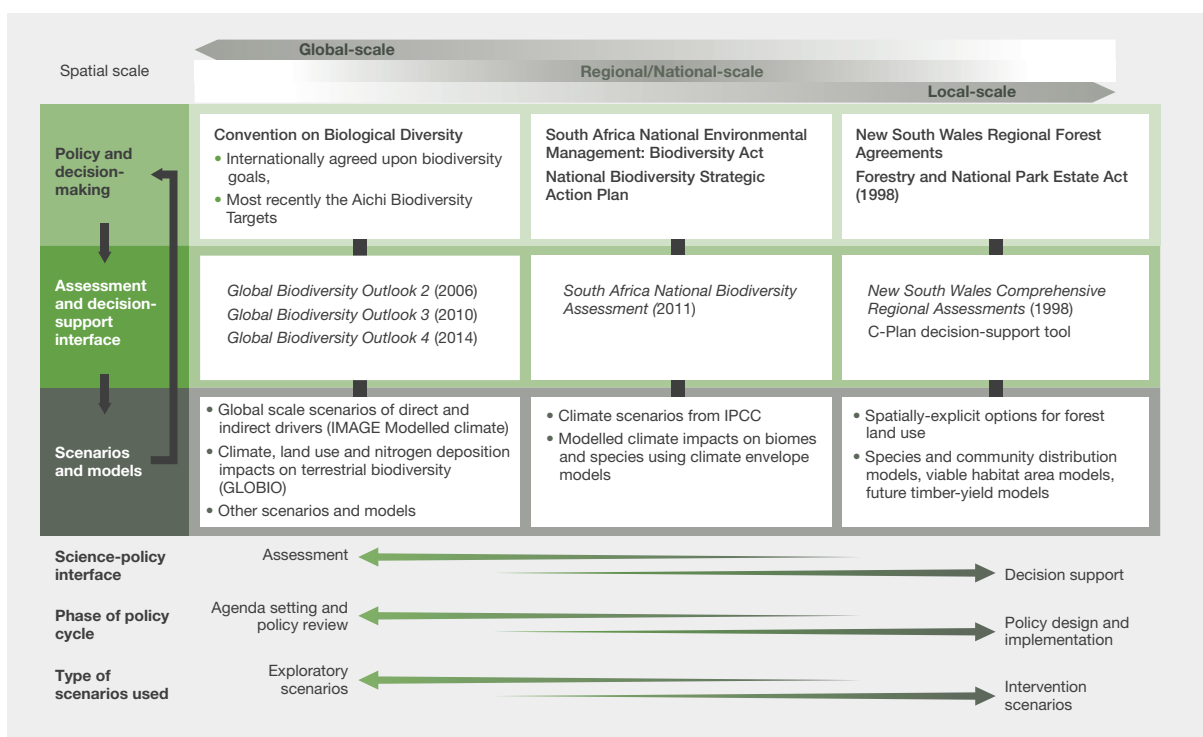 Global-scale
Spatial scale
Regional/National-scale
Local-scale
Policy and
decision-
making
Convention on Biological Diversity
• Internationally agreed upon biodiversity
goals,
• Most recently the Aichi Biodiversity
Targets
South Africa National Environmental
Management: Biodiversity Act
National Biodiversity Strategic
Action Plan
New South Wales Regional Forest
Agreements
Forestry and National Park Estate Act
(1998)
Assessment
and decision-
support
interface
Global Biodiversity Outlook 2 (2006)
Global Biodiversity Outlook 3 (2010)
Global Biodiversity Outlook 4 (2014)
South Africa National Biodiversity
Assessment (2011)
New South Wales Comprehensive
Regional Assessments (1998)
C-Plan decision-support tool
Scenarios
and models
• Global scale scenarios of direct and
indirect drivers (IMAGE Modelled climate)
• Climate, land use and nitrogen deposition
impacts on terrestrial biodiversity
(GLOBIO)
• Other scenarios and models
• Climate scenarios from IPCC
• Modelled climate impacts on biomes
and species using climate envelope
models
• Spatially-explicit options for forest
land use
• Species and community distribution
models, viable habitat area models,
future timber-yield models
Science-policy
interface
Assessment
Decision support
Phase of policy
cycle
Agenda setting and
policy review
Policy design and
implementation
Type of
scenarios used
Exploratory
scenarios
Intervention
scenarios